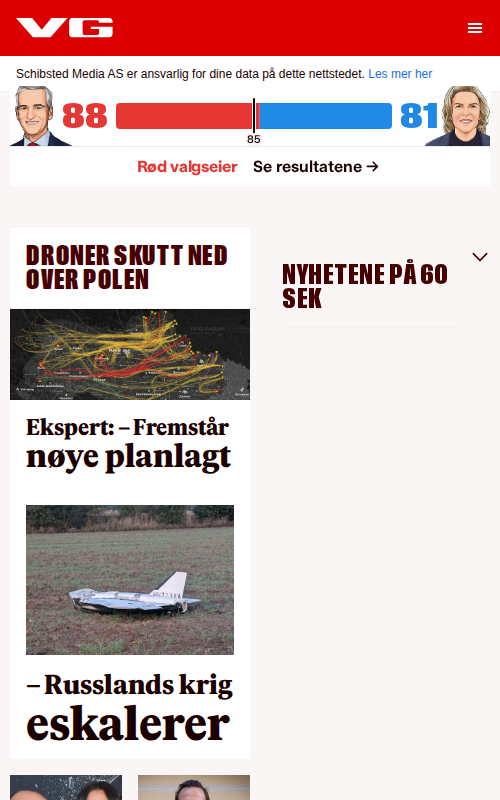 VG
Schibsted Media AS er ansvarlig for dine data på dette nettstedet. Les mer her
88
81
85
Rød valgseier Se resultatene →
DRONER SKUTT NED
OVER POLEN
NYHETENE PÅ 60
SEK
Ekspert: – Fremstår
nøye planlagt
– Russlands krig
eskalerer